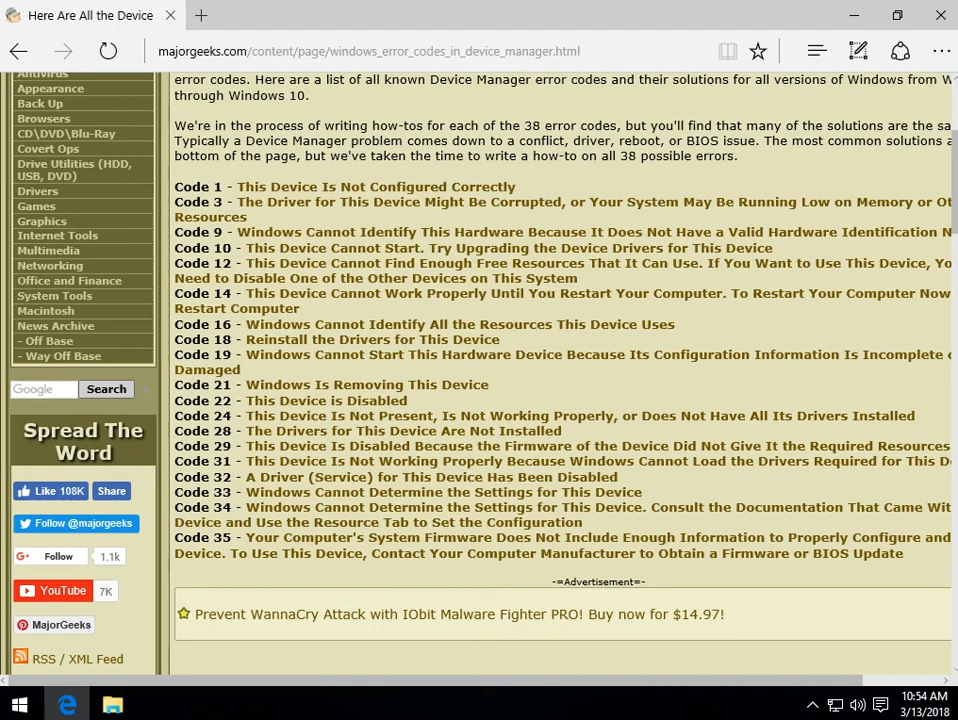 Here Are All the Device
majorgeeks.com/content/page/windows_error_codes_in_device_manager.html
Antivirus
Appearance
Back Up
Browsers
CD\DVD\Blu-Ray
Covert Ops
Drive Utilities (HDD,
USB, DVD)
Drivers
Games
Graphics
Internet Tools
Multimedia
Networking
Office and Finance
System Tools
Macintosh
News Archive
- Off Base
- Way Off Base
Google
Search
Spread The
Word
Like 108K
Share
Follow @majorgeeks
Follow
1.1k
YouTube
7K
MajorGeeks
RSS / XML Feed
error codes. Here are a list of all known Device Manager error codes and their solutions for all versions of Windows from W
through Windows 10.
We're in the process of writing how-tos for each of the 38 error codes, but you'll find that many of the solutions are the sa
Typically a Device Manager problem comes down to a conflict, driver, reboot, or BIOS issue. The most common solutions a
bottom of the page, but we've taken the time to write a how-to on all 38 possible errors.
Code 1 - This Device Is Not Configured Correctly
Code 3 - The Driver for This Device Might Be Corrupted, or Your System May Be Running Low on Memory or Ot
Resources
Code 9 - Windows Cannot Identify This Hardware Because It Does Not Have a Valid Hardware Identification N
Code 10 - This Device Cannot Start. Try Upgrading the Device Drivers for This Device
Code 12 - This Device Cannot Find Enough Free Resources That It Can Use. If You Want to Use This Device, Yo
Need to Disable One of the Other Devices on This System
Code 14 - This Device Cannot Work Properly Until You Restart Your Computer. To Restart Your Computer Now
Restart Computer
Code 16 - Windows Cannot Identify All the Resources This Device Uses
Code 18 - Reinstall the Drivers for This Device
Code 19 - Windows Cannot Start This Hardware Device Because Its Configuration Information Is Incomplete o
Damaged
Code 21 - Windows Is Removing This Device
Code 22 - This Device is Disabled
Code 24 - This Device Is Not Present, Is Not Working Properly, or Does Not Have All Its Drivers Installed
Code 28 - The Drivers for This Device Are Not Installed
Code 29 - This Device Is Disabled Because the Firmware of the Device Did Not Give It the Required Resources
Code 31 - This Device Is Not Working Properly Because Windows Cannot Load the Drivers Required for This D
Code 32 - A Driver (Service) for This Device Has Been Disabled
Code 33 - Windows Cannot Determine the Settings for This Device
Code 34 - Windows Cannot Determine the Settings for This Device. Consult the Documentation That Came Wit
Device and Use the Resource Tab to Set the Configuration
Code 35 - Your Computer's System Firmware Does Not Include Enough Information to Properly Configure and
Device. To Use This Device, Contact Your Computer Manufacturer to Obtain a Firmware or BIOS Update
-=Advertisement=-
Prevent WannaCry Attack with IObit Malware Fighter PRO! Buy now for $14.97!
10:54 AM
3/13/2018